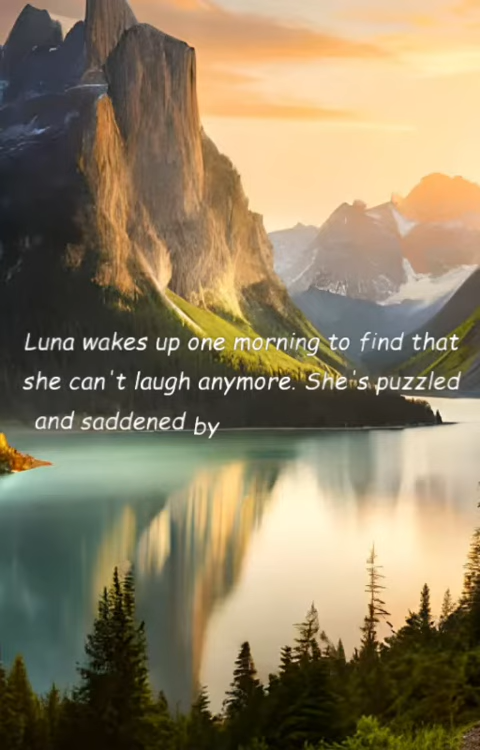 Luna wakes up one morning to find that
she can't laugh anymore. She's puzzled
and saddened by